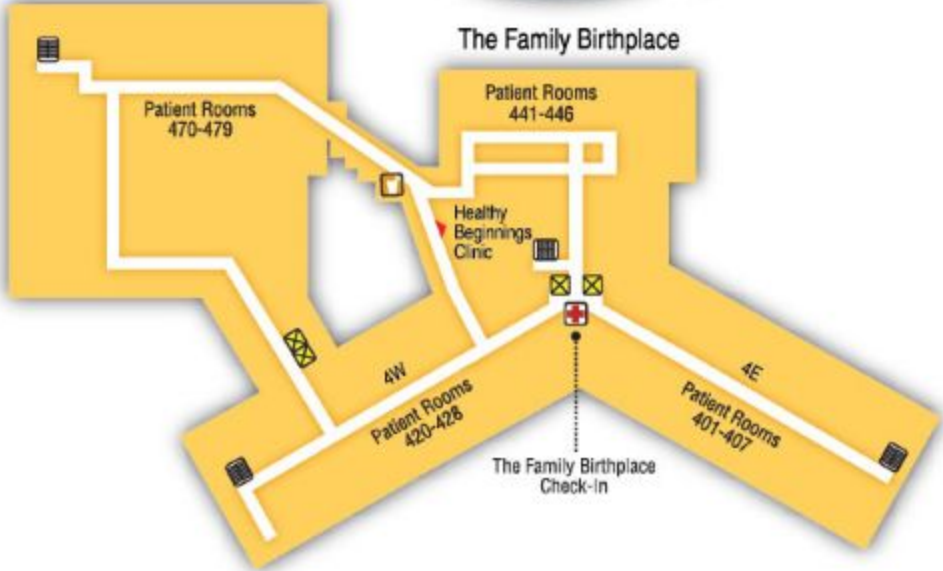 The Family Birthplace
Patient Rooms
441-446
Patient Rooms
470-479
Healthy
Beginnings
Clinic
4W
4E
Patient Rooms
420-428
Patient Rooms
401-407
The Family Birthplace
Check-In